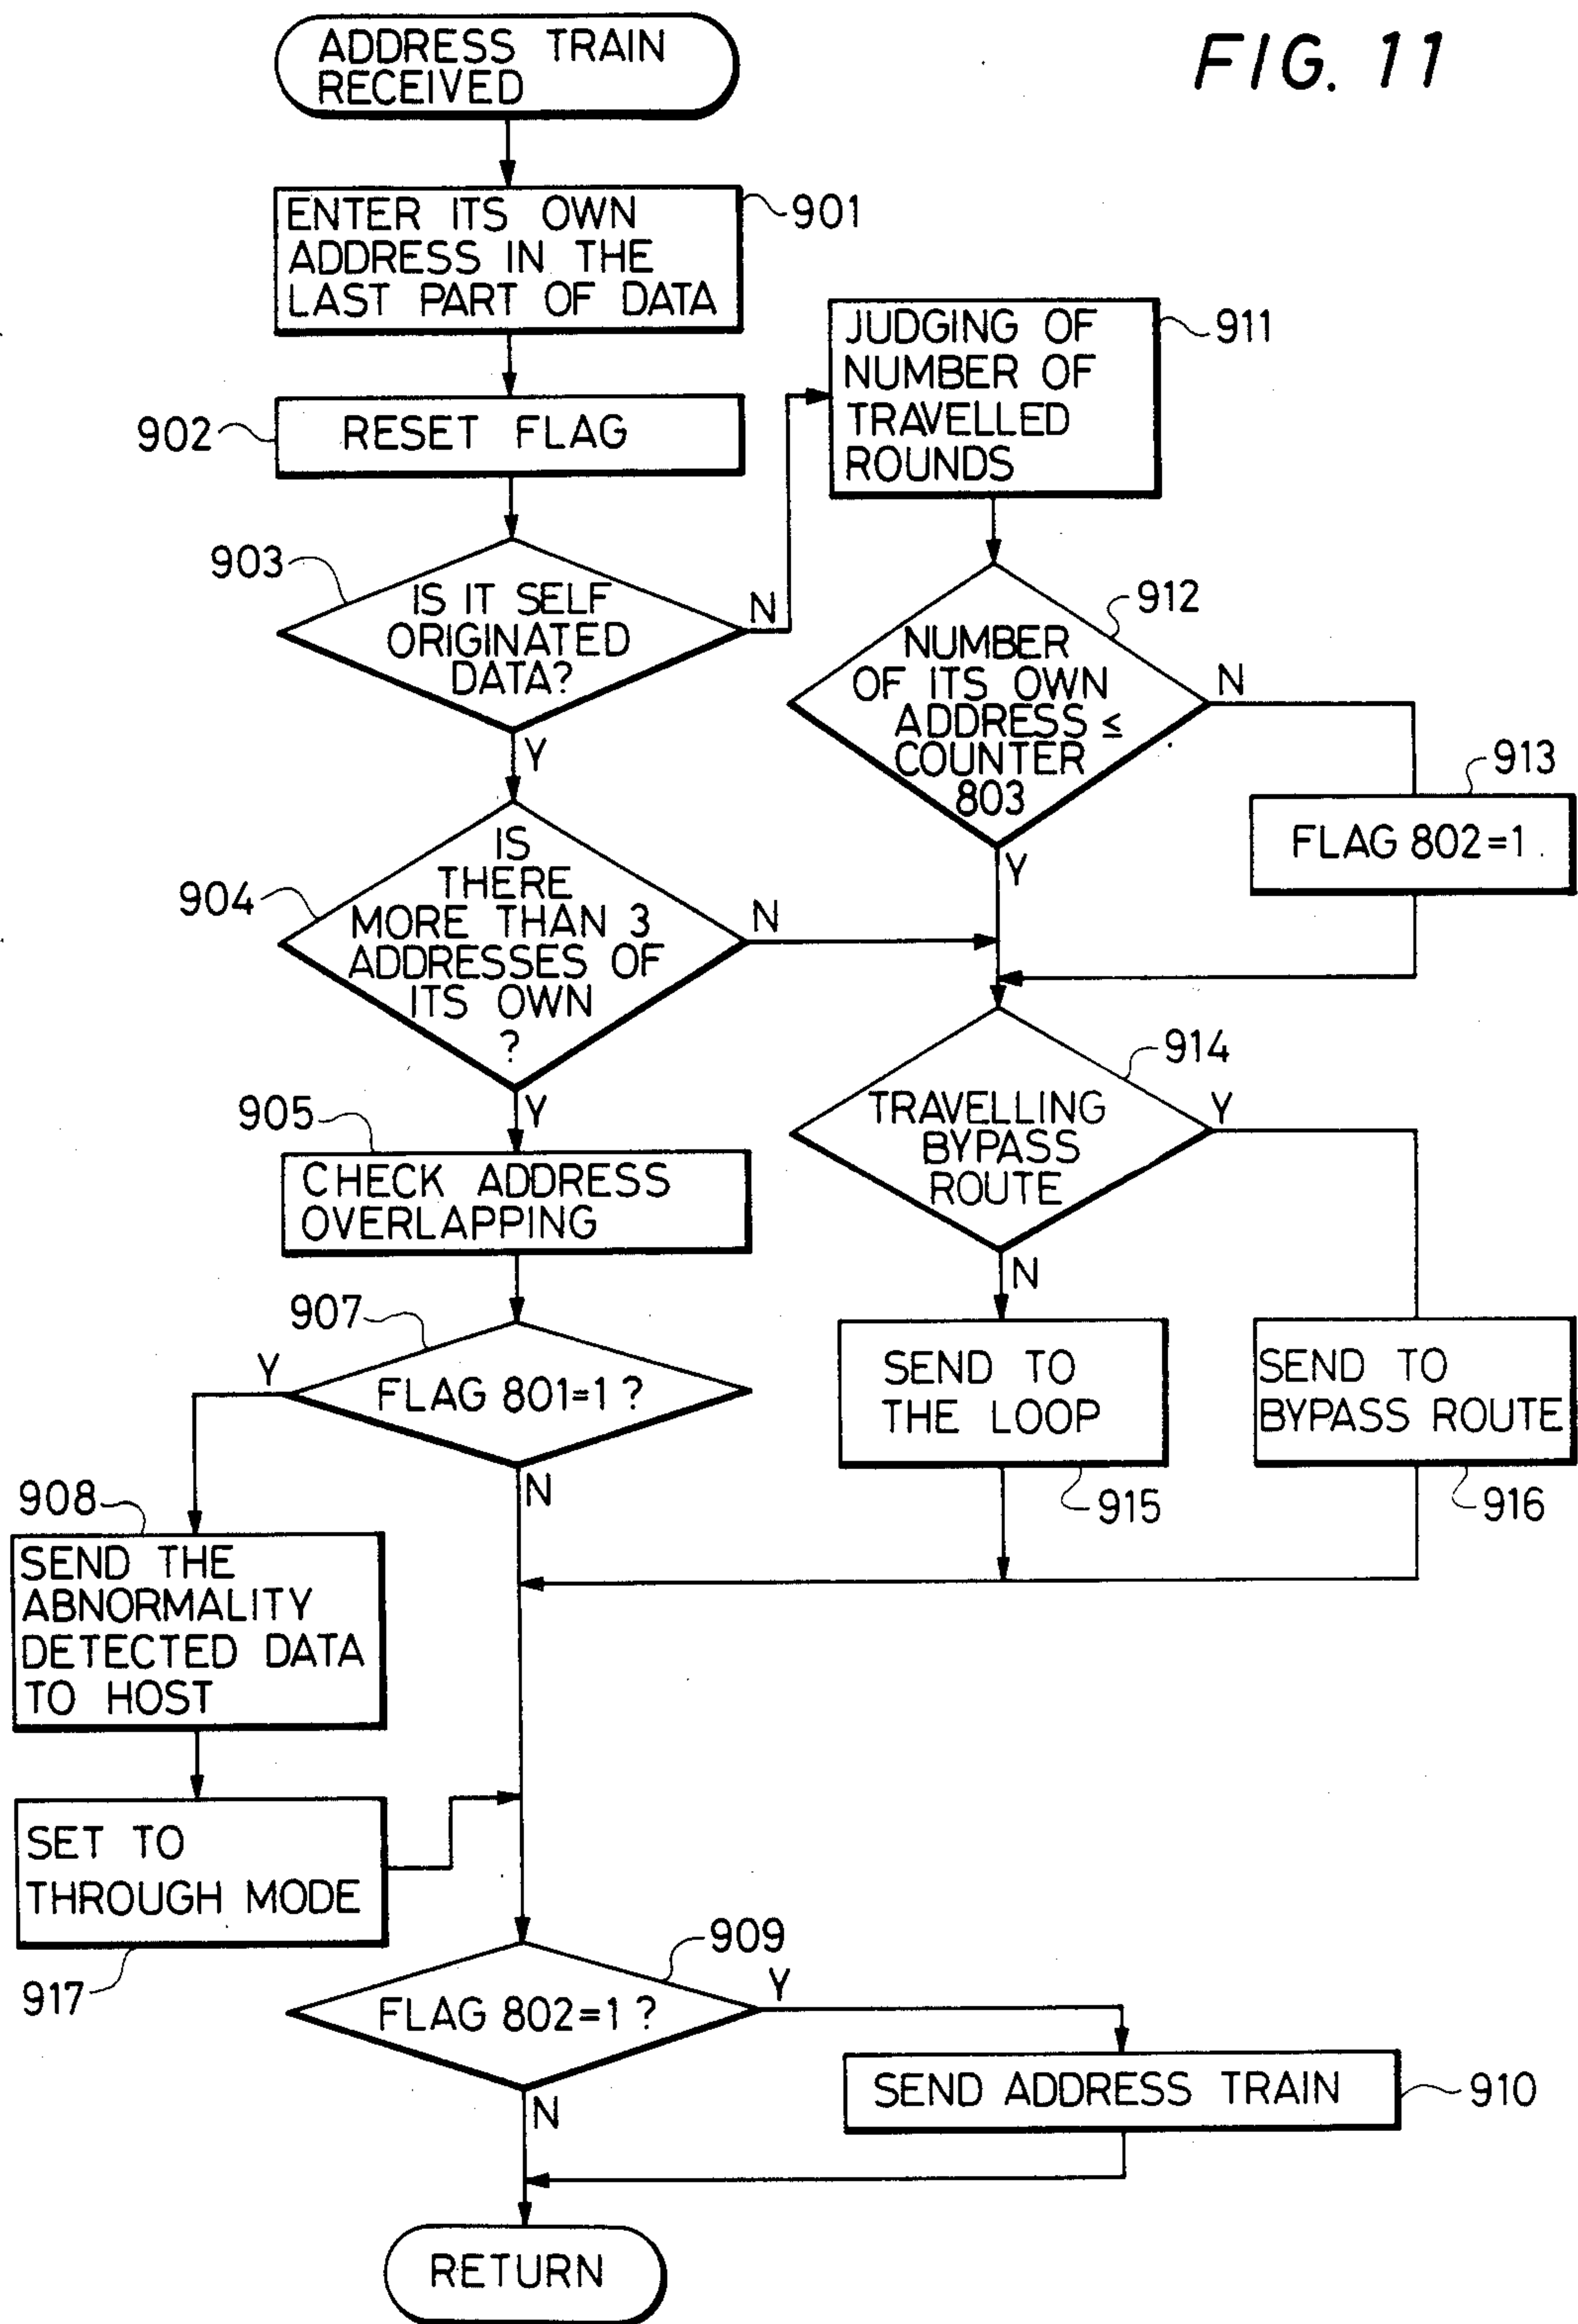 FIG. 11
ADDRESS TRAIN
RECEIVED
ENTER ITS OWN
ADDRESS IN THE
LAST PART OF DATA
901
902
RESET FLAG
903
IS IT SELF
ORIGINATED
DATA?
N
Y
JUDGING OF
NUMBER OF
TRAVELLED
ROUNDS
911
912
NUMBER
OF ITS OWN
ADDRESS ≤
COUNTER
803
N
Y
913
FLAG 802=1
904
IS
THERE
MORE THAN 3
ADDRESSES OF
ITS OWN
?
N
Y
905
CHECK ADDRESS
OVERLAPPING
914
TRAVELLING
BYPASS
ROUTE
Y
N
907
FLAG 801=1?
Y
N
SEND TO
THE LOOP
915
SEND TO
BYPASS ROUTE
916
908
SEND THE
ABNORMALITY
DETECTED DATA
TO HOST
SET TO
THROUGH MODE
917
909
FLAG 802=1?
Y
N
SEND ADDRESS TRAIN
910
RETURN